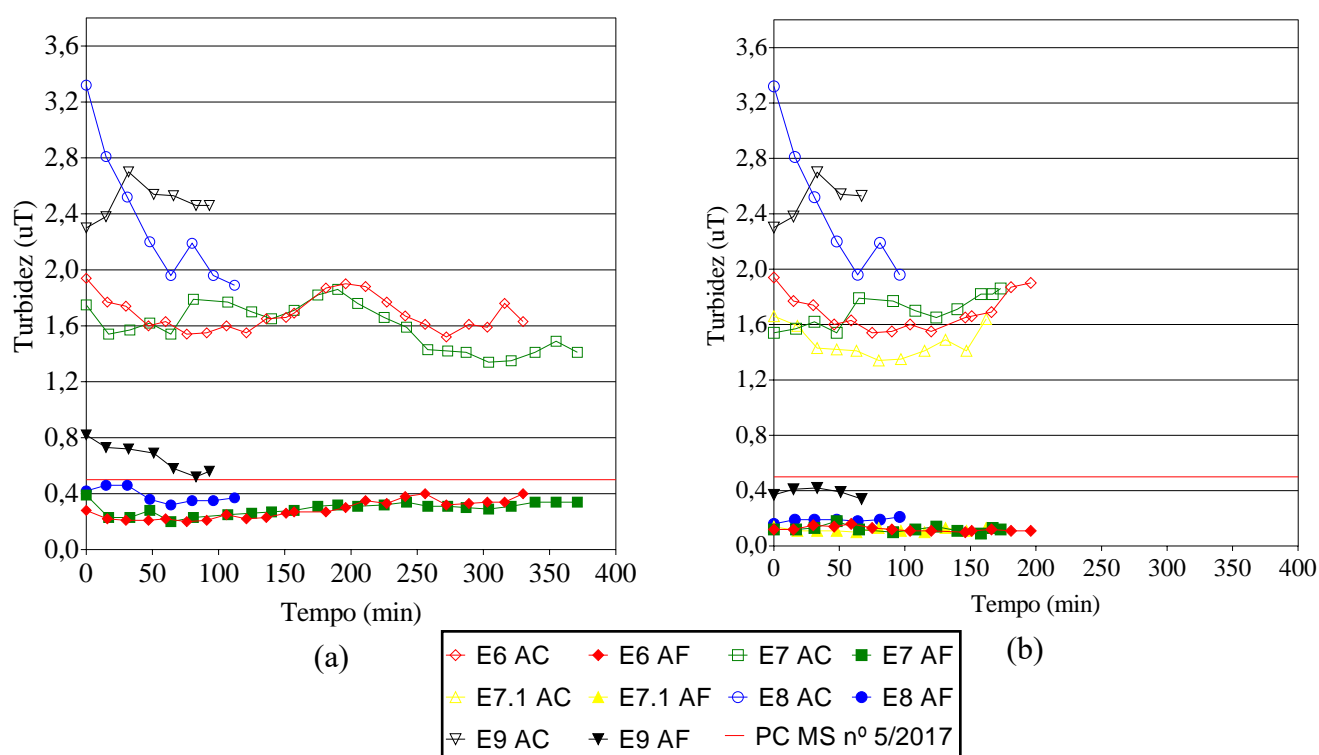 3,6
3,2
2,8
2,4
2,0
1,6
1,2
0,8
0,4
0,0
Turbidez (uT)
0 50 100 150 200 250 300 350 400
Tempo (min)
(a)
3,6
3,2
2,8
2,4
2,0
1,6
1,2
0,8
0,4
0,0
Turbidez (uT)
0 50 100 150 200 250 300 350 400
Tempo (min)
(b)
E6 AC E6 AF E7 AC E7 AF
E7.1 AC E7.1 AF E8 AC E8 AF
E9 AC E9 AF PC MS nº 5/2017